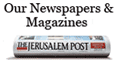 Our Newspapers &
Magazines
THE JERUSALEM POST